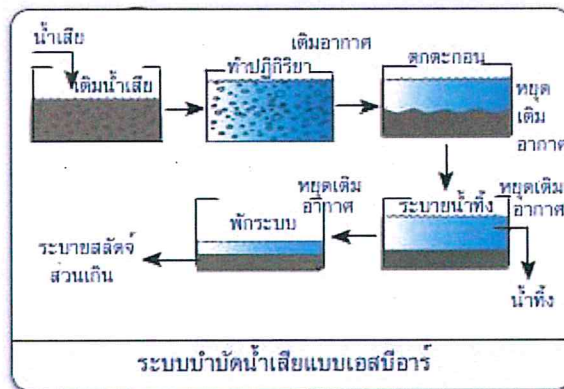 น้ำเสีย
เติมน้ำเสีย
เติมอากาศ
ทำปฏิกิริยา
ตกตะกอน
หยุด
เติม
อากาศ
หยุดเติม
อากาศ
ระบายน้ำทิ้ง
น้ำทิ้ง
หยุดเติม
อากาศ
พักระบบ
ระบายสลัดจ์
ส่วนเกิน
ระบบบำบัดน้ำเสียแบบเอสบีอาร์